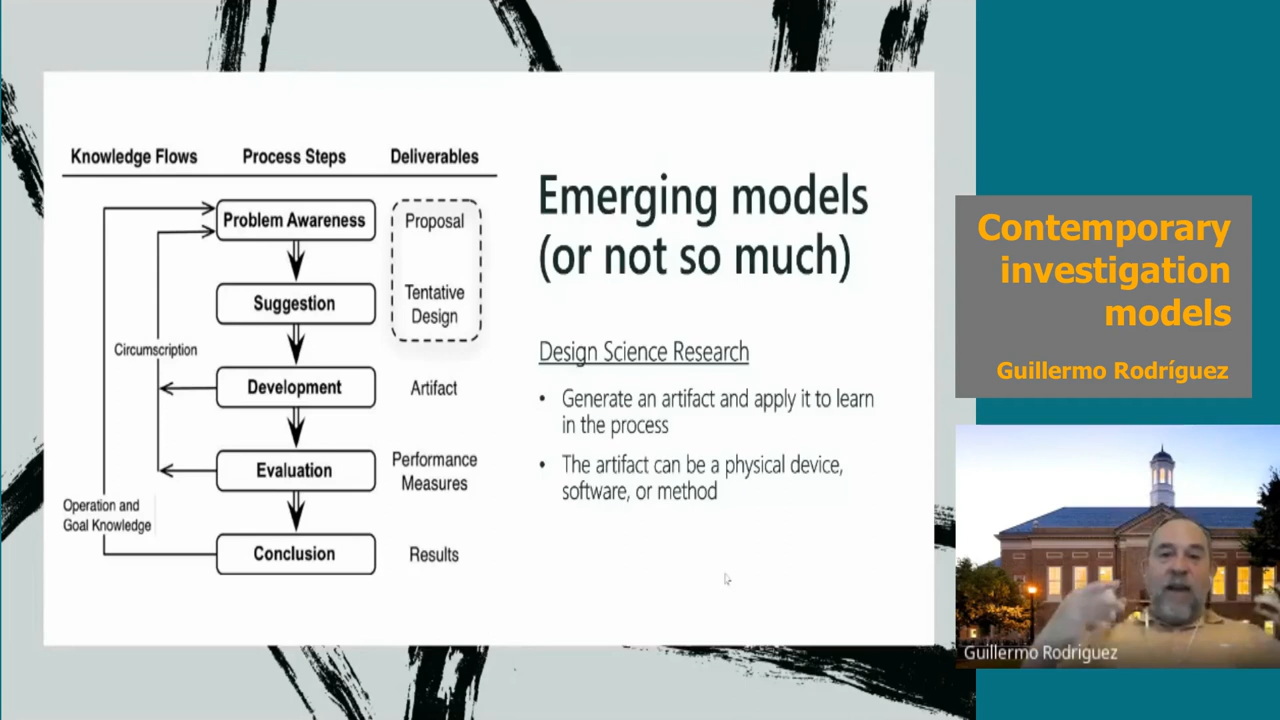 Knowledge Flows Process Steps Deliverables
Problem Awareness Proposal
Suggestion Tentative
Design
Circumscription
Development Artifact
Evaluation Performance
Measures
Operation and
Goal Knowledge
Conclusion Results
Emerging models
(or not so much)
Design Science Research
• Generate an artifact and apply it to learn
in the process
• The artifact can be a physical device,
software, or method
Contemporary
investigation
models
Guillermo Rodríguez
Guillermo Rodriguez